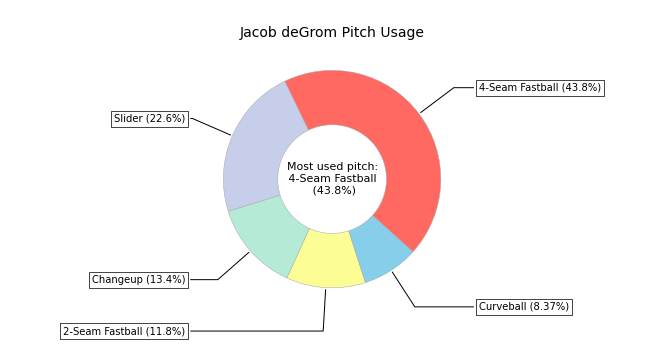 Jacob deGrom Pitch Usage
4-Seam Fastball (43.8%)
Slider (22.6%)
Most used pitch:
4-Seam Fastball
(43.8%)
Changeup (13.4%)
Curveball (8.37%)
2-Seam Fastball (11.8%)